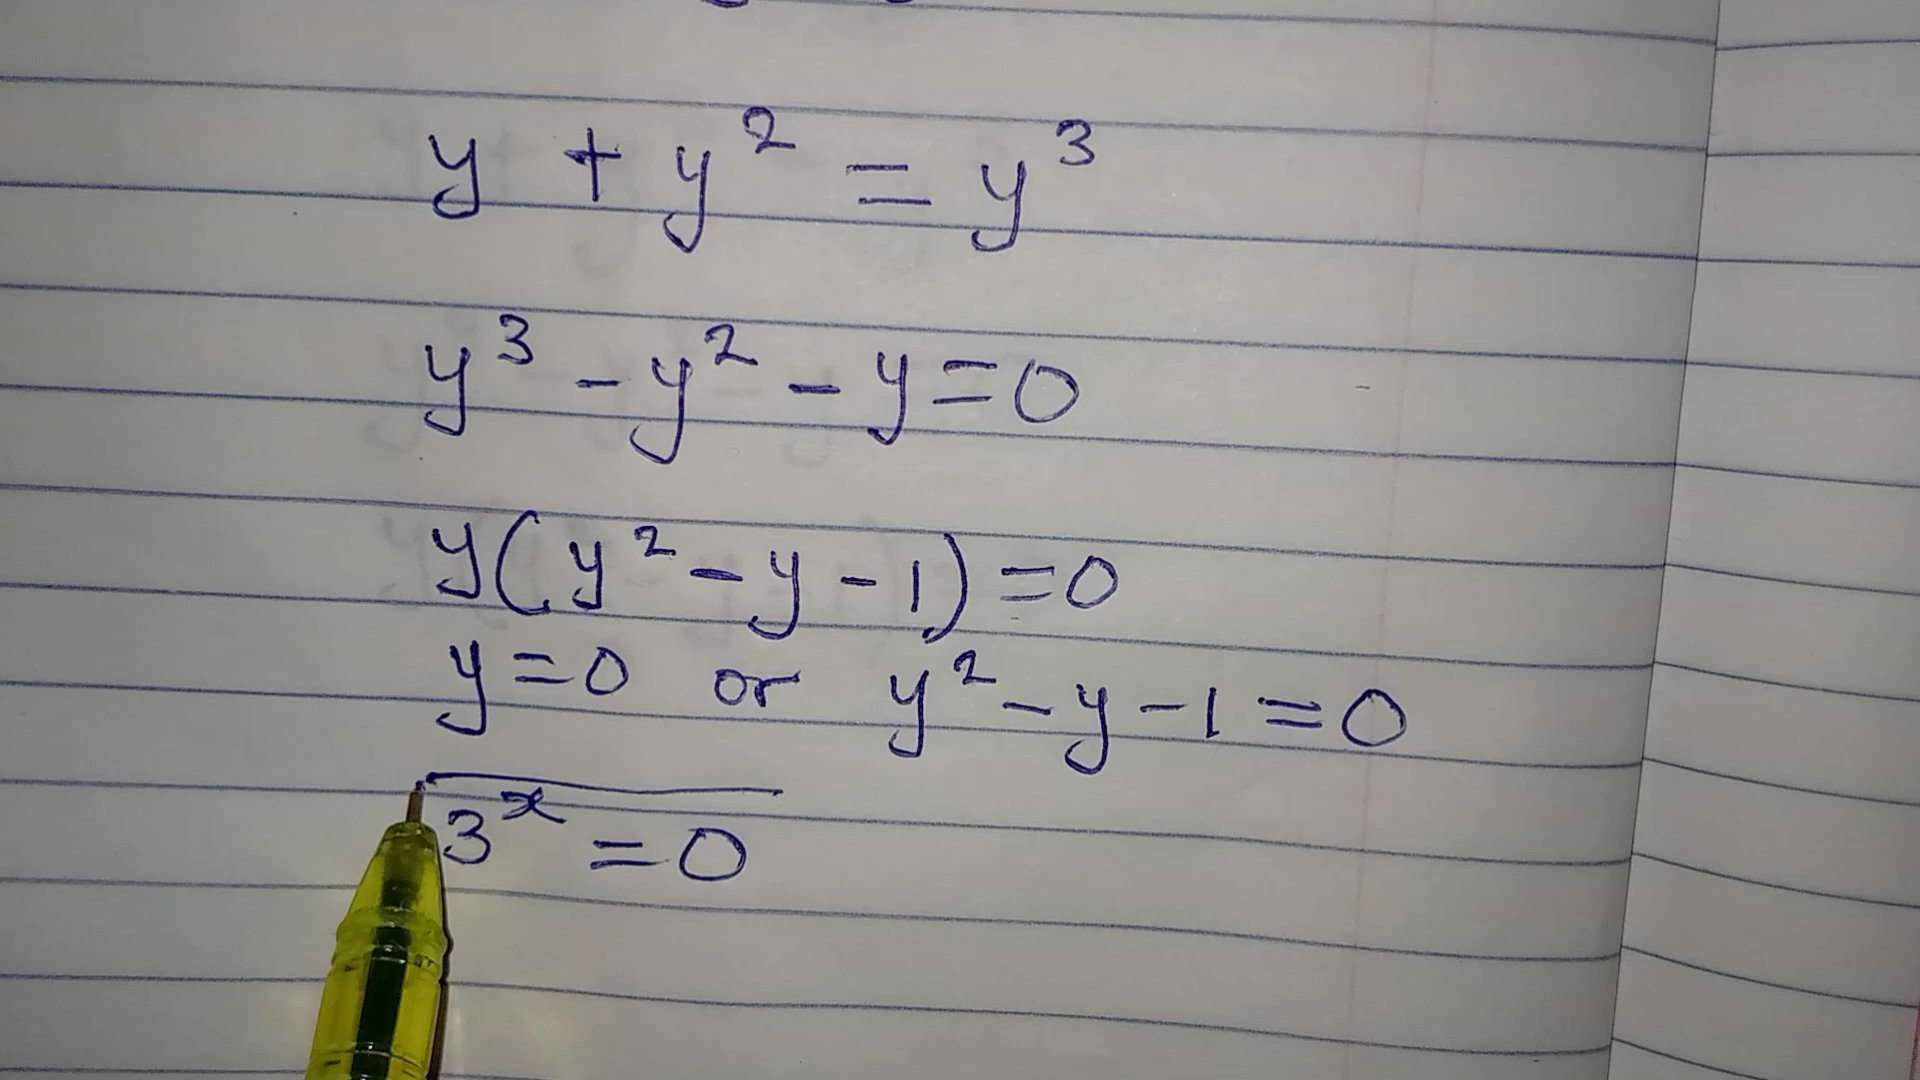 y + y² = y³
y³ - y² - y = 0
y(y² - y - 1) = 0
y = 0 or y² - y - 1 = 0
3ˣ = 0